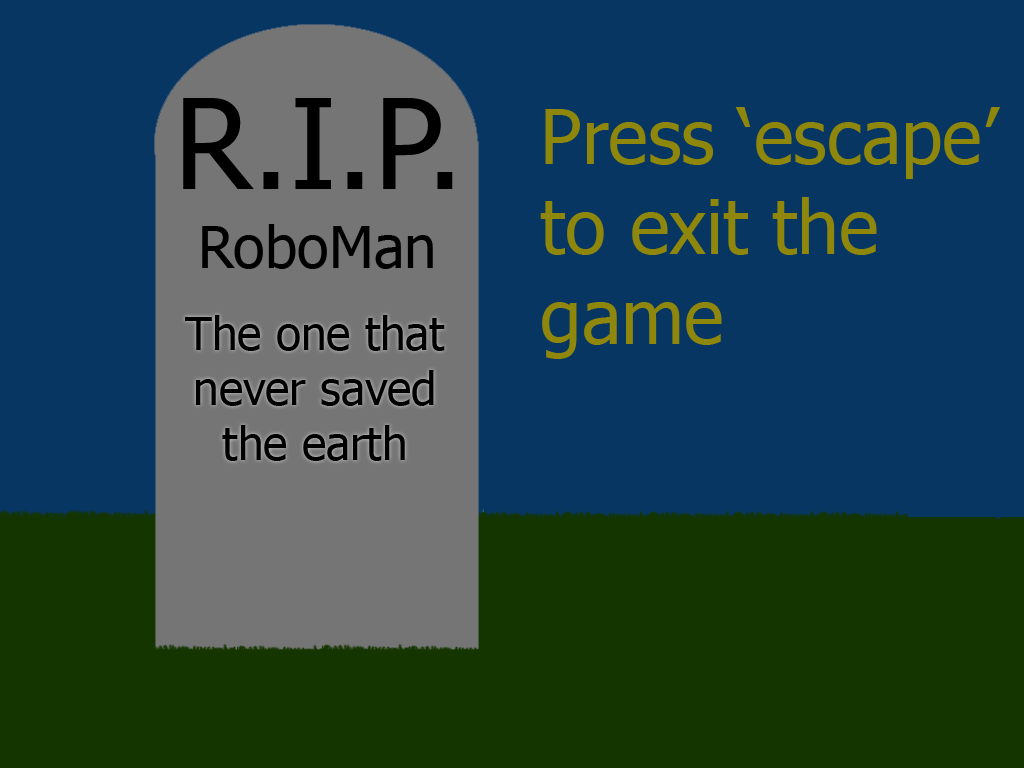 R.I.P.
RoboMan
The one that
never saved
the earth
Press ‘escape’
to exit the
game